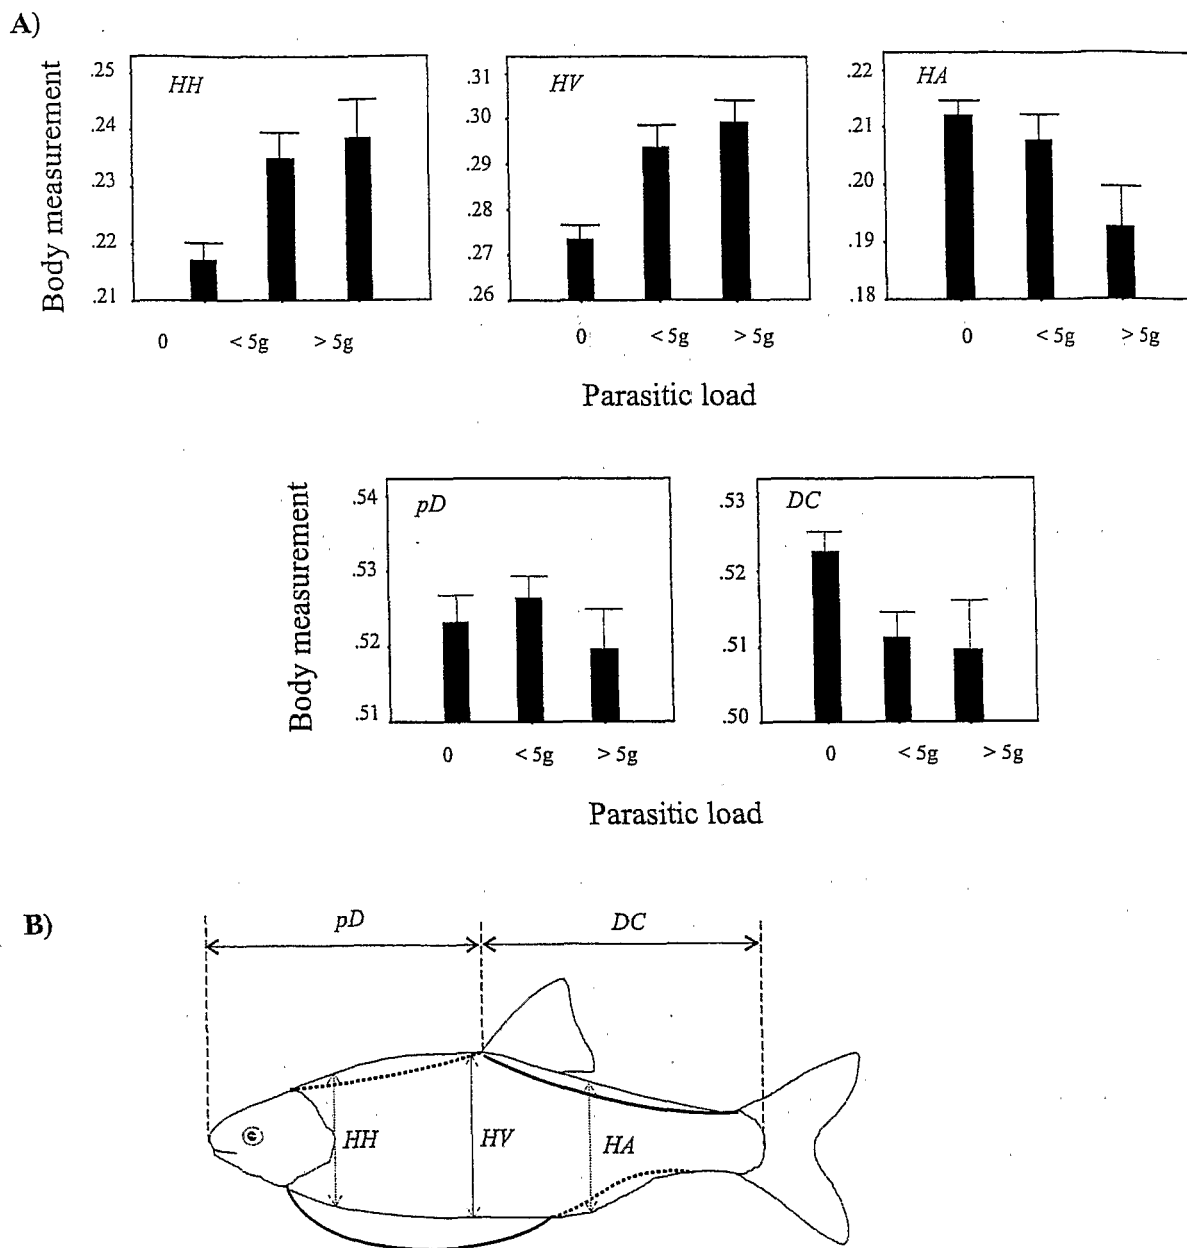 A)
Body measurement
HH
.25
.24
.23
.22
.21
0 < 5g > 5g
HV
.31
.30
.29
.28
.27
.26
0 < 5g > 5g
HA
.22
.21
.20
.19
.18
0 < 5g > 5g
Parasitic load
Body measurement
pD
.54
.53
.52
.51
0 < 5g > 5g
DC
.53
.52
.51
.50
0 < 5g > 5g
Parasitic load
B)
pD DC
HH HV HA